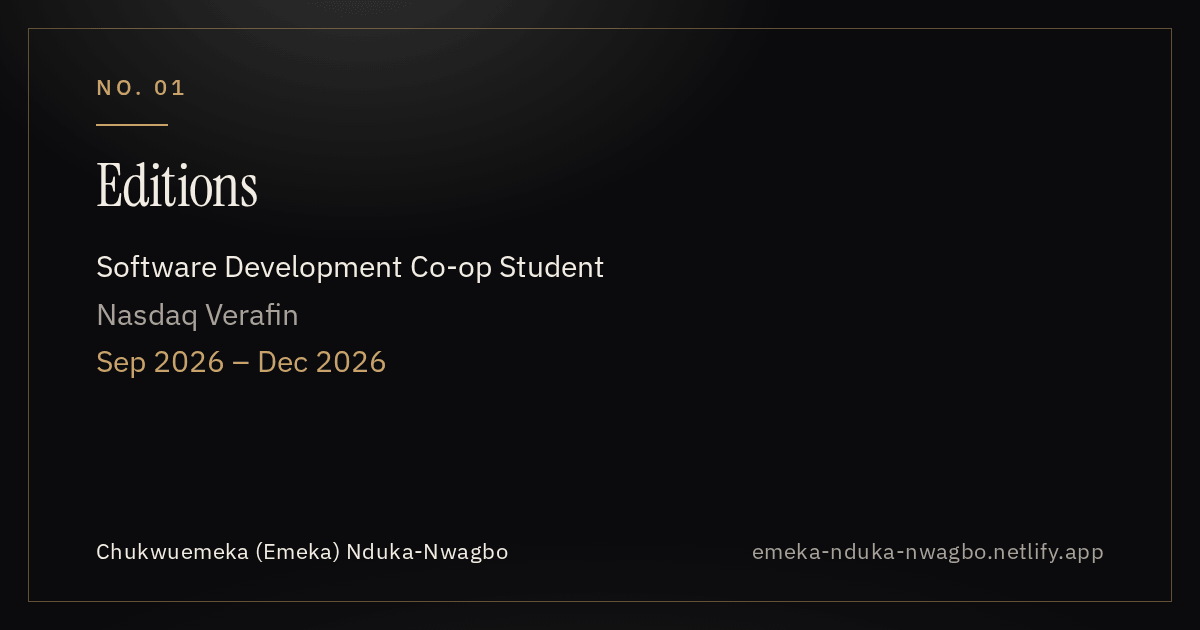 NO. 01
Editions
Software Development Co-op Student
Nasdaq Verafin
Sep 2026 – Dec 2026
Chukwuemeka (Emeka) Nduka-Nwagbo
emeka-nduka-nwagbo.netlify.app